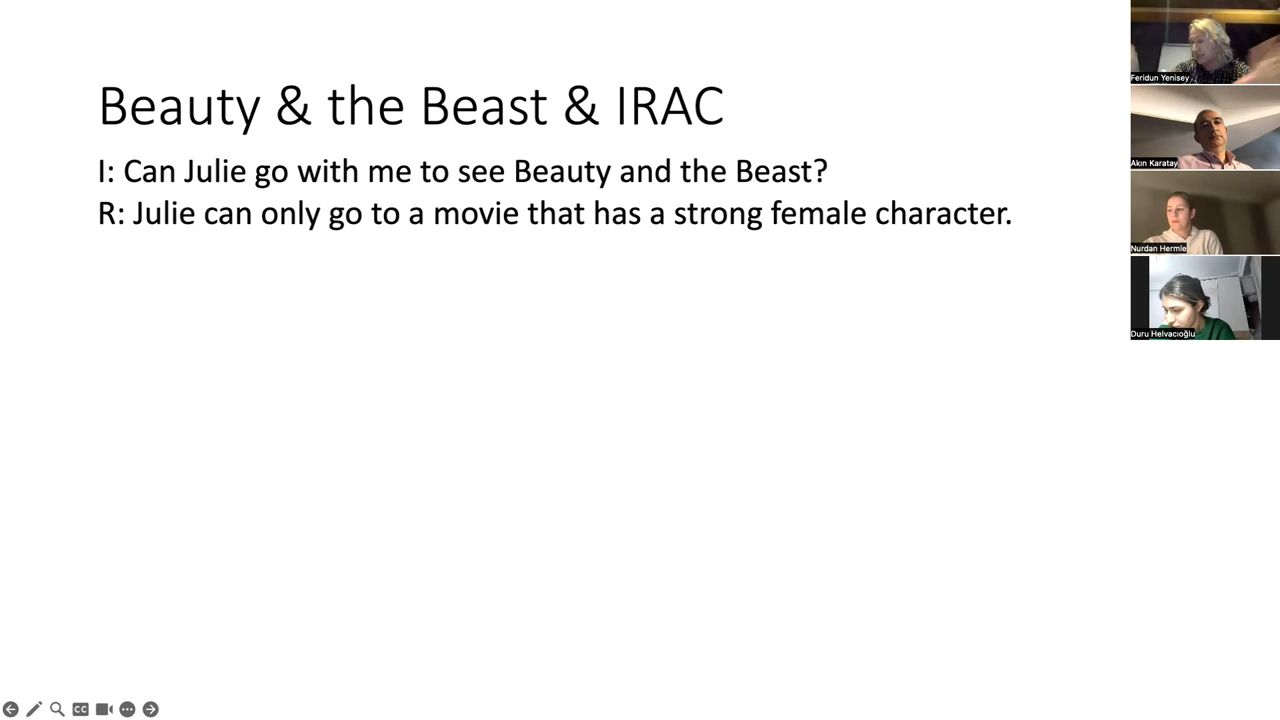 Beauty & the Beast & IRAC
I: Can Julie go with me to see Beauty and the Beast?
R: Julie can only go to a movie that has a strong female character.
Feridun Yenisey
Akın Karatay
Nurdan Hermle
Duru Helvacıoğlu
CC